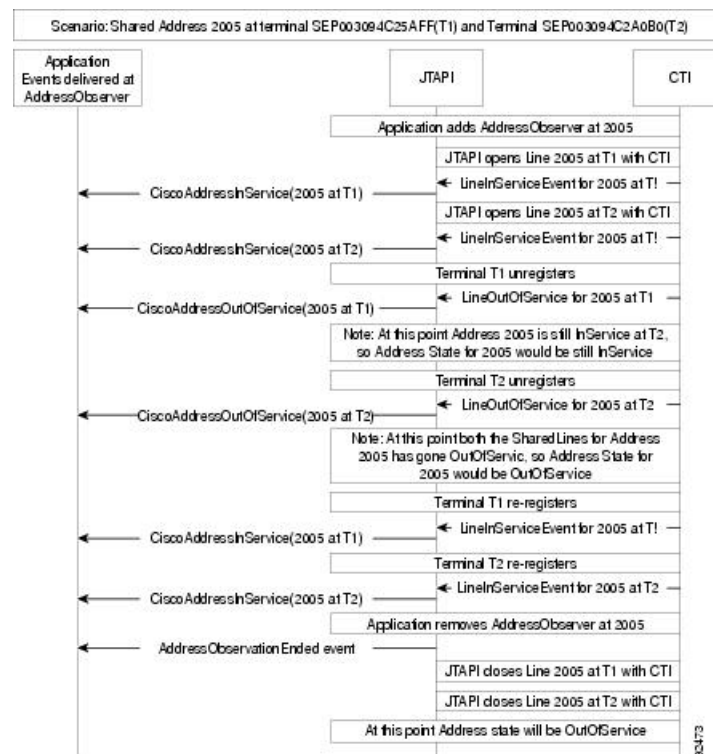 Scenario: Shared Address 2005 at terminal SEP003094C25AFF(T1) and Terminal SEP003094C2A0B0(T2)
Application
Events delivered at
AddressObserver
JTAPI
CTI
Application adds AddressObserver at 2005
JTAPI opens Line 2005 at T1 with CTI
LineInServiceEvent for 2005 at T!
CiscoAddressInService(2005 at T1)
JTAPI opens Line 2005 at T2 with CTI
LineInServiceEvent for 2005 at T!
CiscoAddressInService(2005 at T2)
Terminal T1 unregisters
LineOutOfService for 2005 at T1
CiscoAddressOutOfService(2005 at T1)
Note: At this point Address 2005 is still InService at T2,
so Address State for 2005 would be still InService
Terminal T2 unregisters
LineOutOfService for 2005 at T2
CiscoAddressOutOfService(2005 at T2)
Note: At this point both the SharedLines for Address
2005 has gone OutOfServic, so Address State for
2005 would be OutOfService
Terminal T1 re-registers
LineInServiceEvent for 2005 at T!
CiscoAddressInService(2005 at T1)
Terminal T2 re-registers
LineInServiceEvent for 2005 at T2
CiscoAddressInService(2005 at T2)
Application removes AddressObserver at 2005
AddressObservationEnded event
JTAPI closes Line 2005 at T1 with CTI
JTAPI closes Line 2005 at T2 with CTI
At this point Address state will be OutOfService